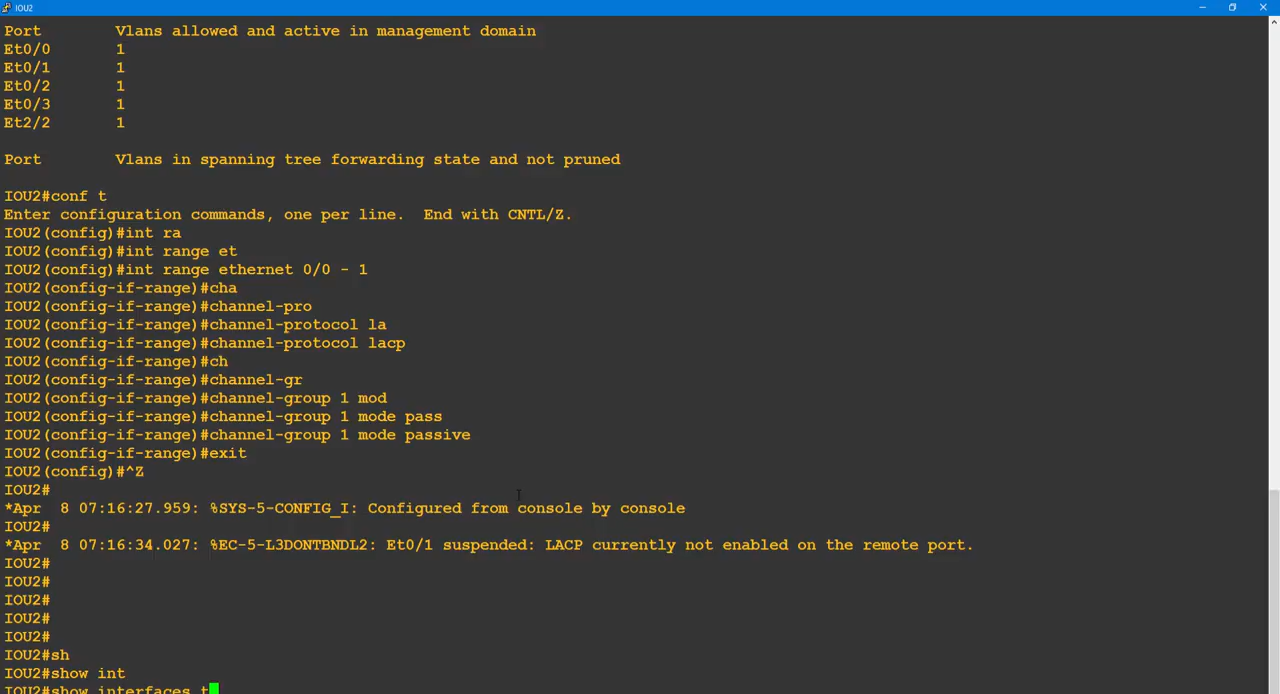 IOU2
Port        Vlans allowed and active in management domain
Et0/0       1
Et0/1       1
Et0/2       1
Et0/3       1
Et2/2       1
Port        Vlans in spanning tree forwarding state and not pruned
IOU2#conf t
Enter configuration commands, one per line.  End with CNTL/Z.
IOU2(config)#int ra
IOU2(config)#int range et
IOU2(config)#int range ethernet 0/0 - 1
IOU2(config-if-range)#cha
IOU2(config-if-range)#channel-pro
IOU2(config-if-range)#channel-protocol la
IOU2(config-if-range)#channel-protocol lacp
IOU2(config-if-range)#ch
IOU2(config-if-range)#channel-gr
IOU2(config-if-range)#channel-group 1 mod
IOU2(config-if-range)#channel-group 1 mode pass
IOU2(config-if-range)#channel-group 1 mode passive
IOU2(config-if-range)#exit
IOU2(config)#^Z
IOU2#
*Apr  8 07:16:27.959: %SYS-5-CONFIG_I: Configured from console by console
IOU2#
*Apr  8 07:16:34.027: %EC-5-L3DONTBNDL2: Et0/1 suspended: LACP currently not enabled on the remote port.
IOU2#
IOU2#
IOU2#
IOU2#
IOU2#
IOU2#sh
IOU2#show int
IOU2#show interfaces t